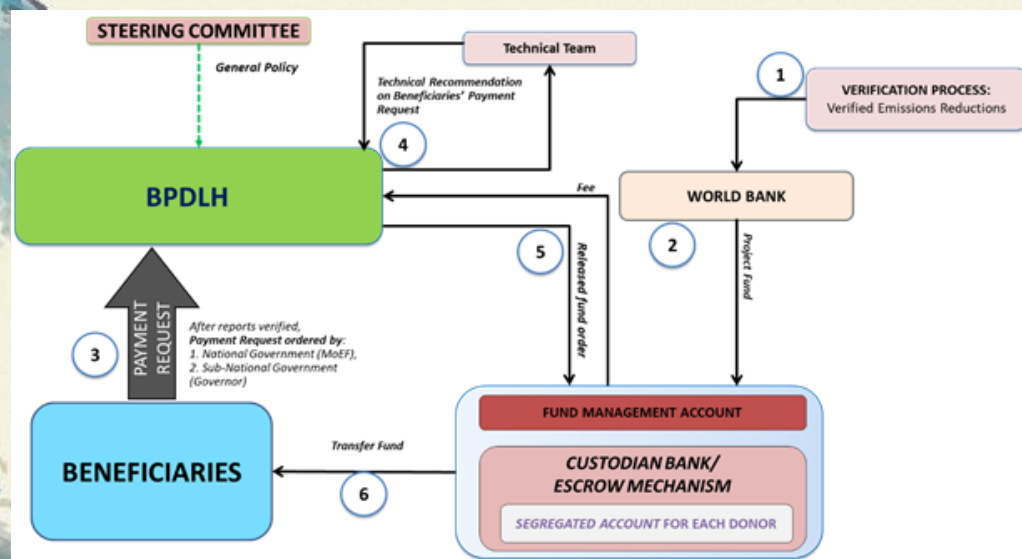 STEERING COMMITTEE
General Policy
Technical Team
Technical Recommendation
on Beneficiaries' Payment
Request
1
VERIFICATION PROCESS:
Verified Emissions Reductions
4
BPDLH
Fee
WORLD BANK
2
5
Released fund order
Project Fund
3
PAYMENT
REQUEST
After reports verified,
Payment Request ordered by:
1. National Government (MoEF),
2. Sub-National Government
(Governor)
FUND MANAGEMENT ACCOUNT
BENEFICIARIES
Transfer Fund
6
CUSTODIAN BANK/
ESCROW MECHANISM
SEGREGATED ACCOUNT FOR EACH DONOR